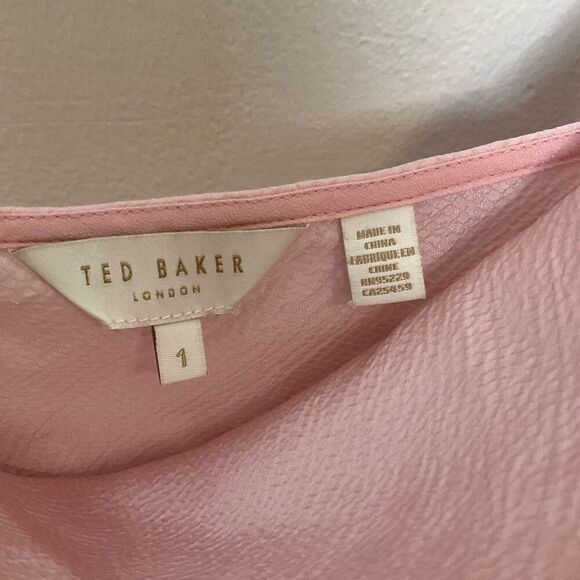 TED BAKER
LONDON
1
MADE IN
CHINA
FABRIQUE EN
CHINE
RN95229
CA25459